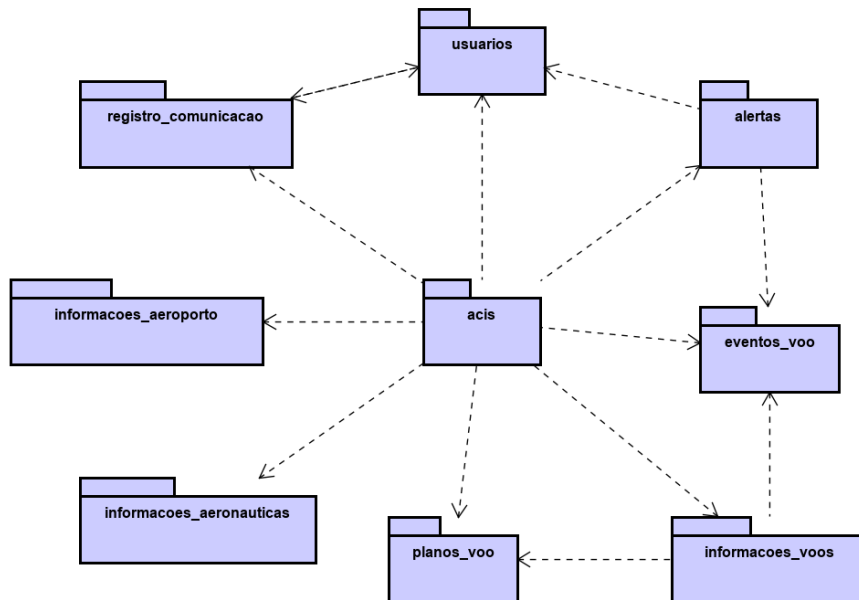 usuarios
registro_comunicacao
alertas
informacoes_aeroporto
acis
eventos_voo
informacoes_aeronauticas
planos_voo
informacoes_voos